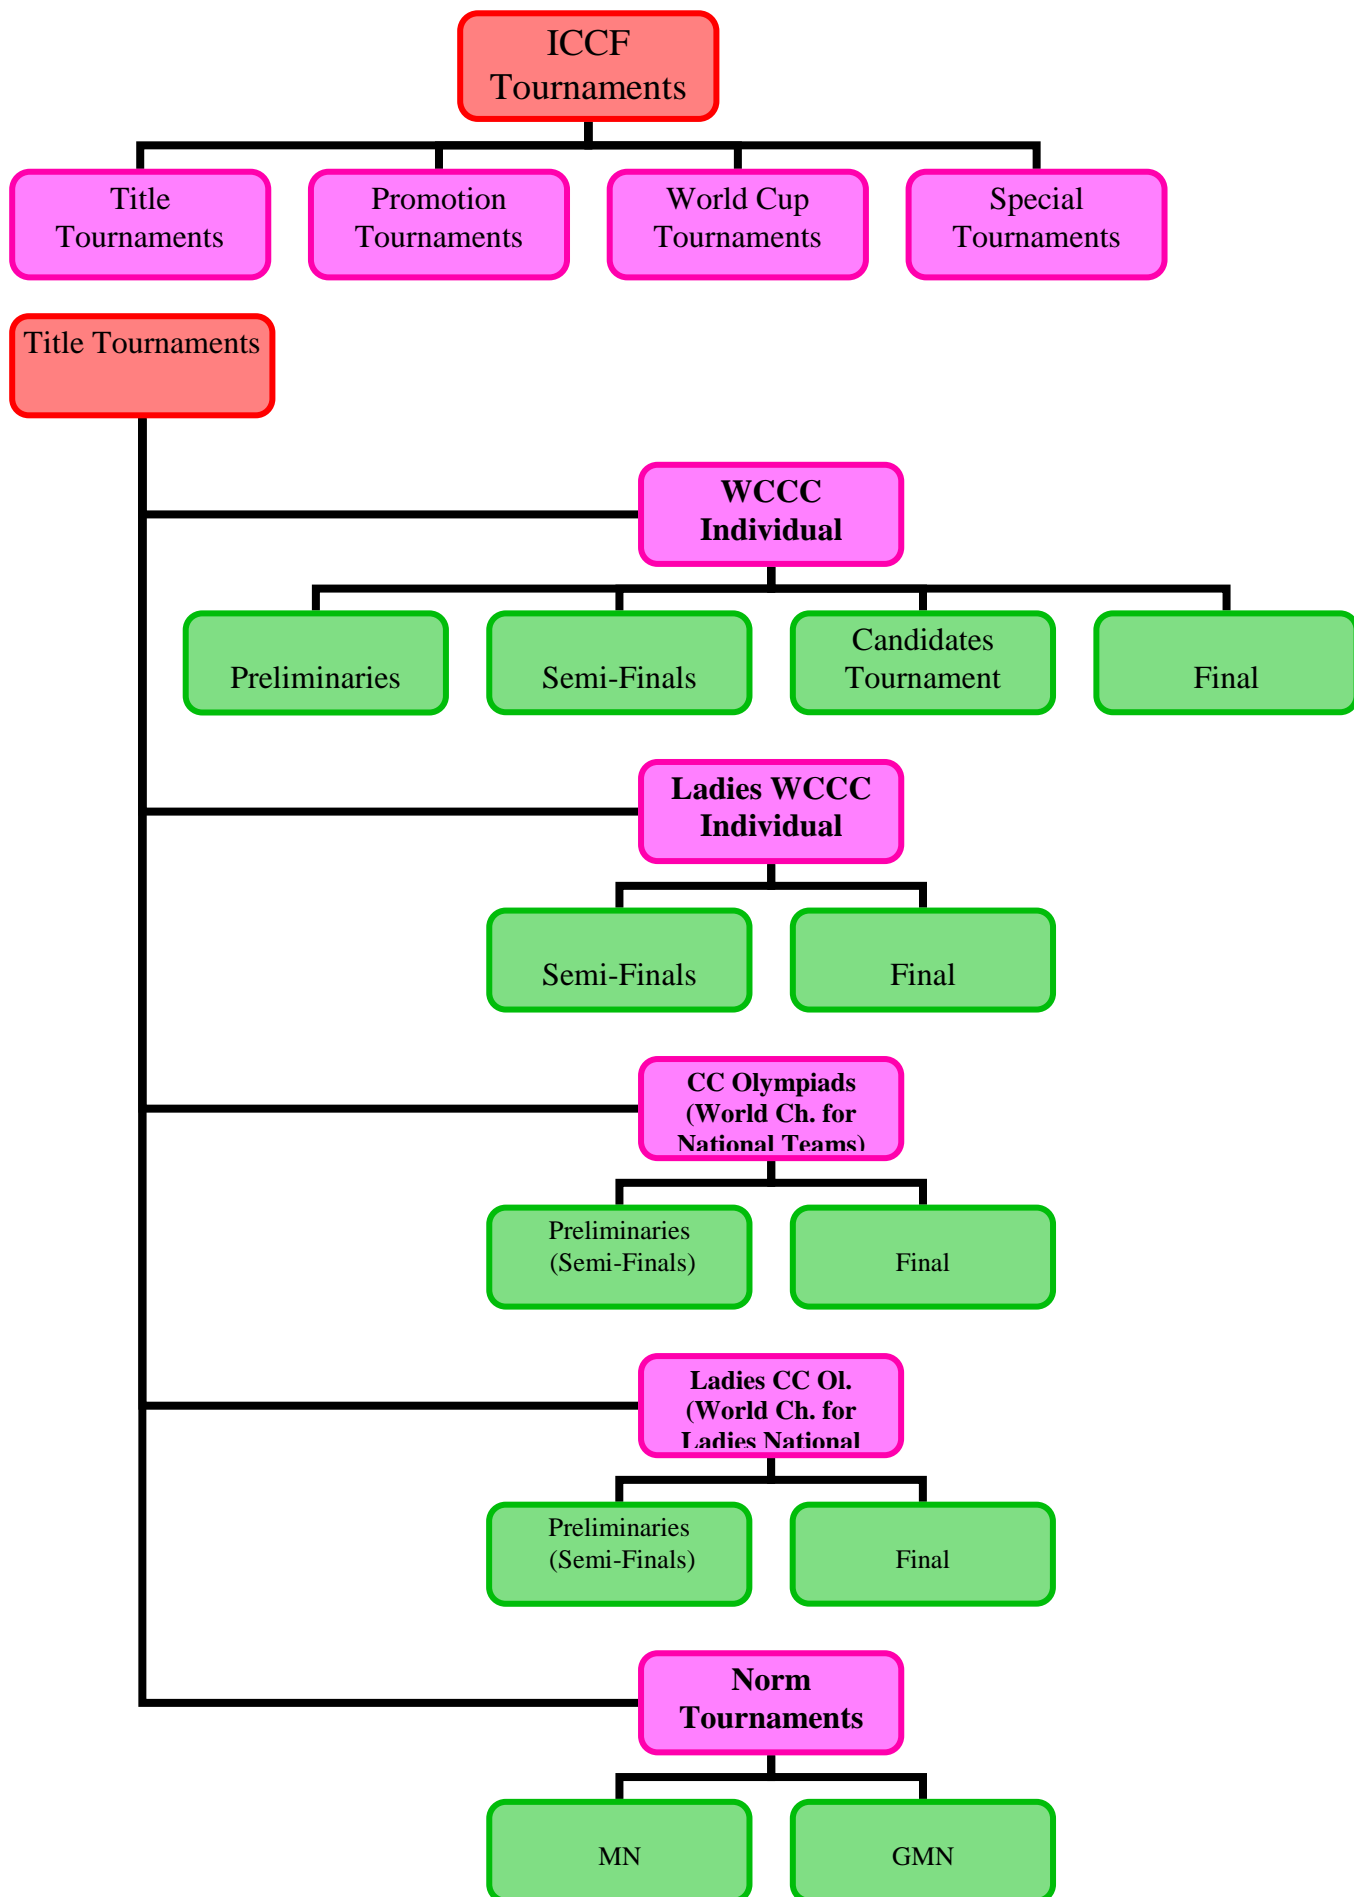 ICCF
Tournaments
Title
Tournaments
Promotion
Tournaments
World Cup
Tournaments
Special
Tournaments
Title Tournaments
WCCC
Individual
Preliminaries
Semi-Finals
Candidates
Tournament
Final
Ladies WCCC
Individual
Semi-Finals
Final
CC Olympiads
(World Ch. for
National Teams)
Preliminaries
(Semi-Finals)
Final
Ladies CC Ol.
(World Ch. for
Ladies National
Preliminaries
(Semi-Finals)
Final
Norm
Tournaments
MN
GMN